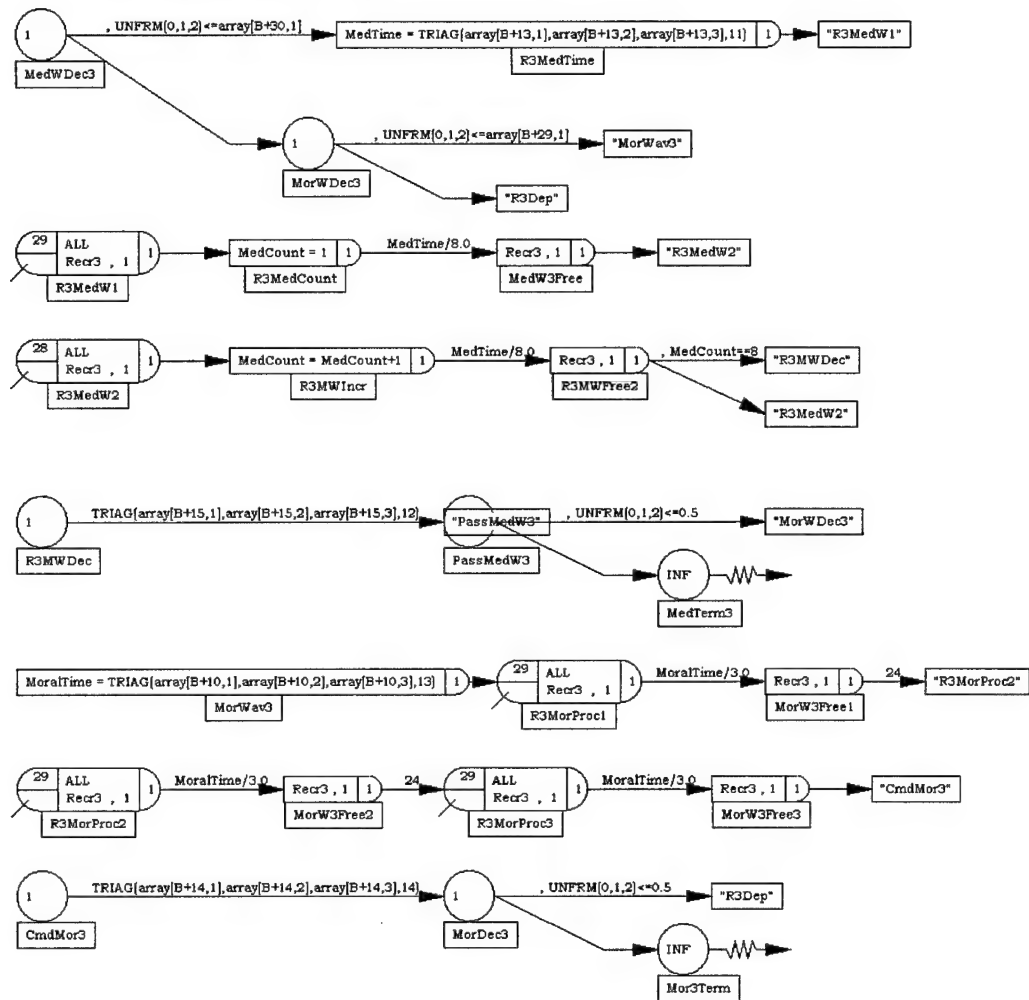 1
, UNFRM[0,1,2]<=array[B+30,1]
MedTime = TRIAG[array[B+13,1],array[B+13,2],array[B+13,3],11]
1
"R3MedW1"
MedWDec3
R3MedTime
1
, UNFRM[0,1,2]<=array[B+29,1]
"MorWav3"
MorWDec3
"R3Dep"
29
ALL
Recr3 , 1
1
MedCount = 1
1
MedTime/8.0
Recr3 , 1
1
"R3MedW2"
R3MedW1
R3MedCount
MedW3Free
28
ALL
Recr3 , 1
1
MedCount = MedCount+1
1
MedTime/8.0
Recr3 , 1
1
, MedCount==8
"R3MWDec"
R3MedW2
R3MWIncr
R3MWFree2
"R3MedW2"
1
TRIAG[array[B+15,1],array[B+15,2],array[B+15,3],12]
"PassMedW3"
, UNFRM[0,1,2]<=0.5
"MorWDec3"
R3MWDec
PassMedW3
INF
MedTerm3
MoralTime = TRIAG[array[B+10,1],array[B+10,2],array[B+10,3],13]
1
29
ALL
Recr3 , 1
1
MoralTime/3.0
Recr3 , 1
1
24
"R3MorProc2"
MorWav3
R3MorProc1
MorW3Free1
29
ALL
Recr3 , 1
1
MoralTime/3.0
Recr3 , 1
1
24
29
ALL
Recr3 , 1
1
MoralTime/3.0
Recr3 , 1
1
"CmdMor3"
R3MorProc2
MorW3Free2
R3MorProc3
MorW3Free3
1
TRIAG[array[B+14,1],array[B+14,2],array[B+14,3],14]
1
, UNFRM[0,1,2]<=0.5
"R3Dep"
CmdMor3
MorDec3
INF
Mor3Term